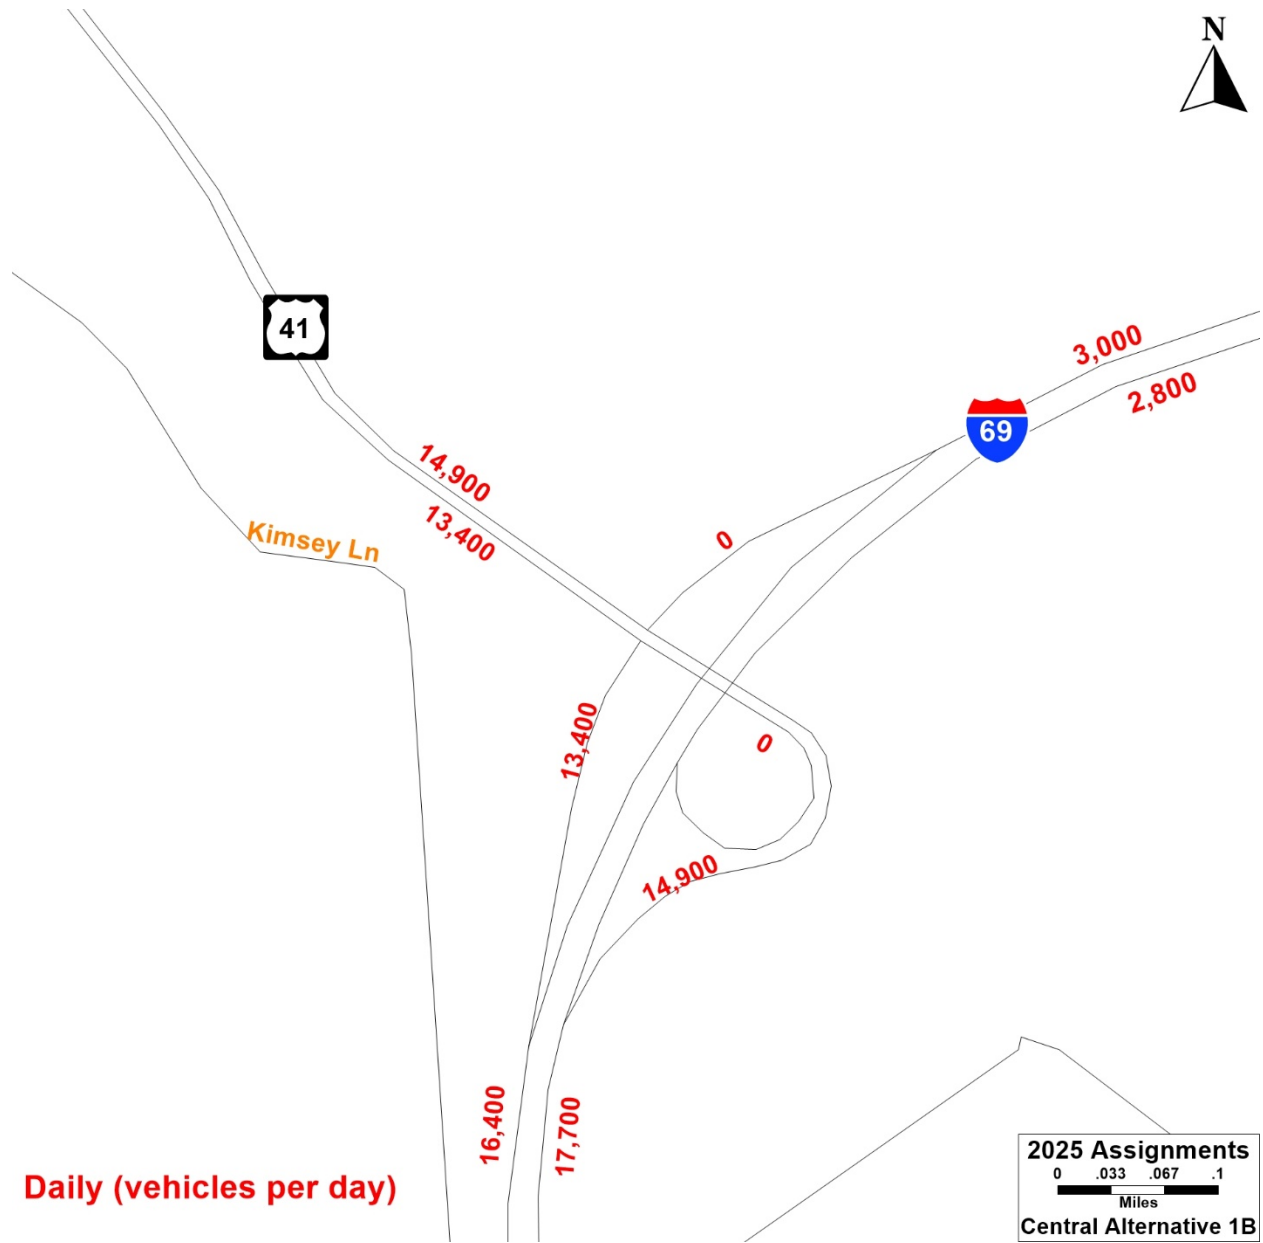 N
41
3,000
2,800
69
14,900
13,400
Kimsey Ln
0
13,400
0
14,900
16,400
17,700
Daily (vehicles per day)
2025 Assignments
0 .033 .067 .1
Miles
Central Alternative 1B